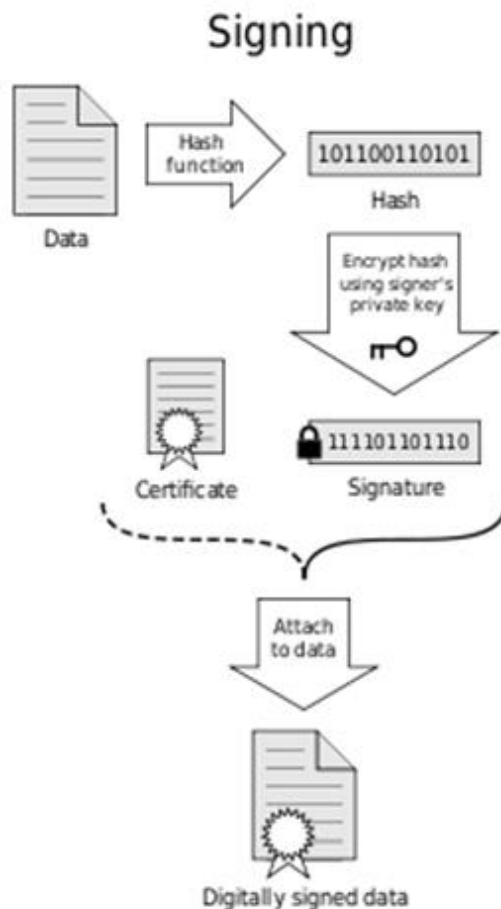 Signing
Hash
function
101100110101
Data
Hash
Encrypt hash
using signer's
private key
111101101110
Certificate
Signature
Attach
to data
Digitally signed data